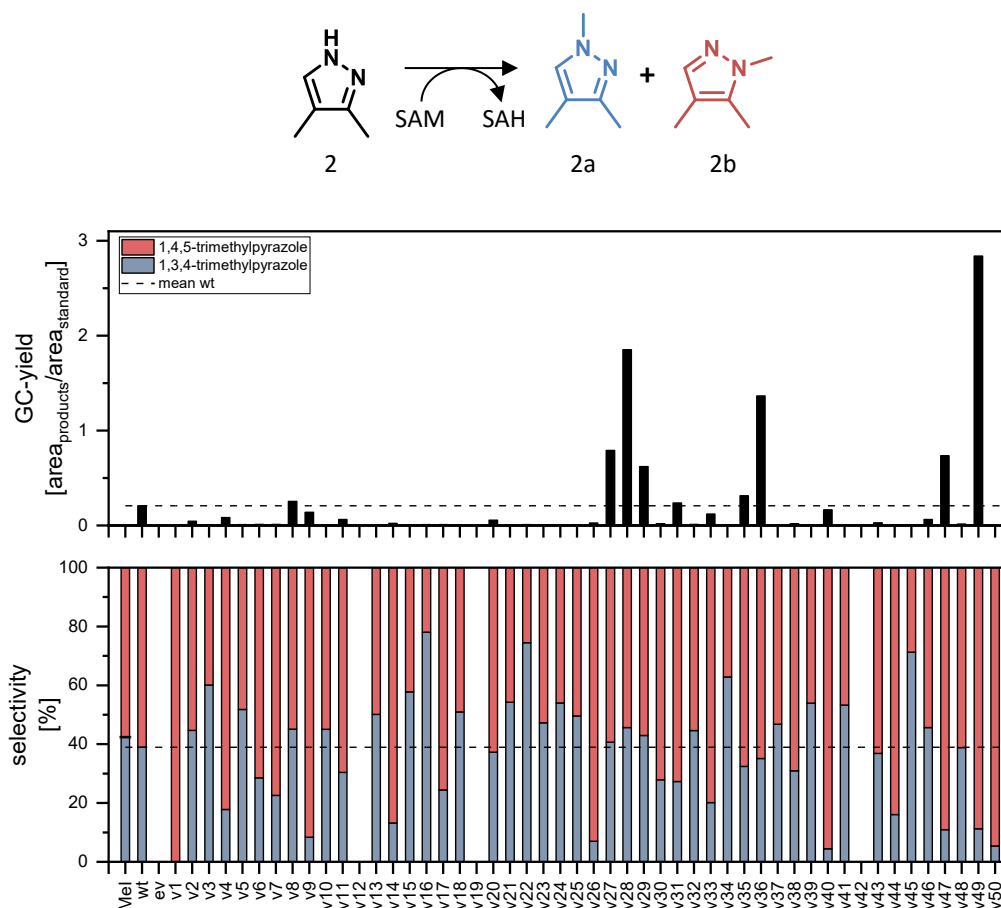 H
N
N
SAM
SAH
N
N
+
N
N
2
2a
2b
1,4,5-trimethylpyrazole
1,3,4-trimethylpyrazole
mean wt
GC-yield
[area_products/area_standard]
3
2
1
0
selectivity
[%]
100
80
60
40
20
0
Mel
wt
ev
v1
v2
v3
v4
v5
v6
v7
v8
v9
v10
v11
v12
v13
v14
v15
v16
v17
v18
v19
v20
v21
v22
v23
v24
v25
v26
v27
v28
v29
v30
v31
v32
v33
v34
v35
v36
v37
v38
v39
v40
v41
v42
v43
v44
v45
v46
v47
v48
v49
v50